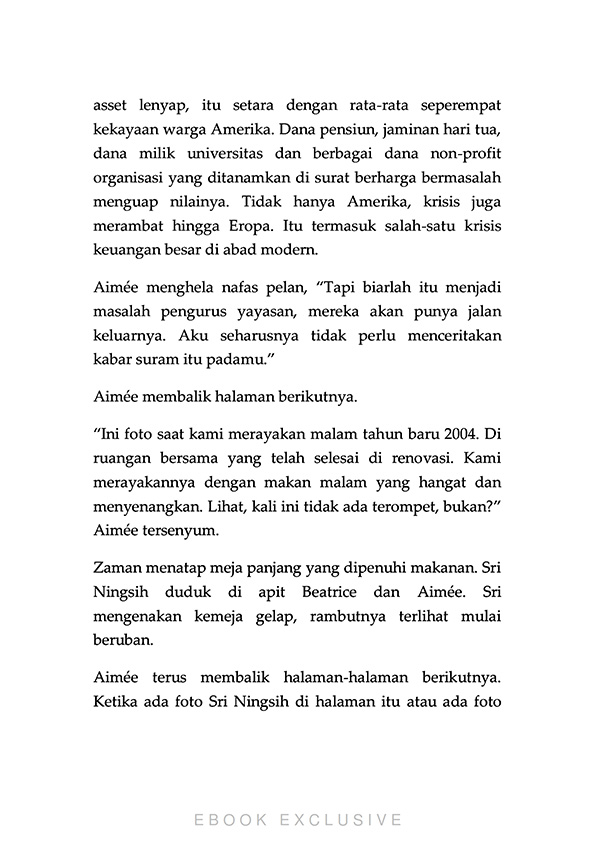 asset lenyap, itu setara dengan rata-rata seperempat
kekayaan warga Amerika. Dana pensiun, jaminan hari tua,
dana milik universitas dan berbagai dana non-profit
organisasi yang ditanamkan di surat berharga bermasalah
menguap nilainya. Tidak hanya Amerika, krisis juga
merambat hingga Eropa. Itu termasuk salah-satu krisis
keuangan besar di abad modern.
Aimée menghela nafas pelan, “Tapi biarlah itu menjadi
masalah pengurus yayasan, mereka akan punya jalan
keluarnya. Aku seharusnya tidak perlu menceritakan
kabar suram itu padamu.”
Aimée membalik halaman berikutnya.
“Ini foto saat kami merayakan malam tahun baru 2004. Di
ruangan bersama yang telah selesai di renovasi. Kami
merayakannya dengan makan malam yang hangat dan
menyenangkan. Lihat, kali ini tidak ada terompet, bukan?”
Aimée tersenyum.
Zaman menatap meja panjang yang dipenuhi makanan. Sri
Ningsih duduk di apit Beatrice dan Aimée. Sri
mengenakan kemeja gelap, rambutnya terlihat mulai
beruban.
Aimée terus membalik halaman-halaman berikutnya.
Ketika ada foto Sri Ningsih di halaman itu atau ada foto
EBOOK EXCLUSIVE